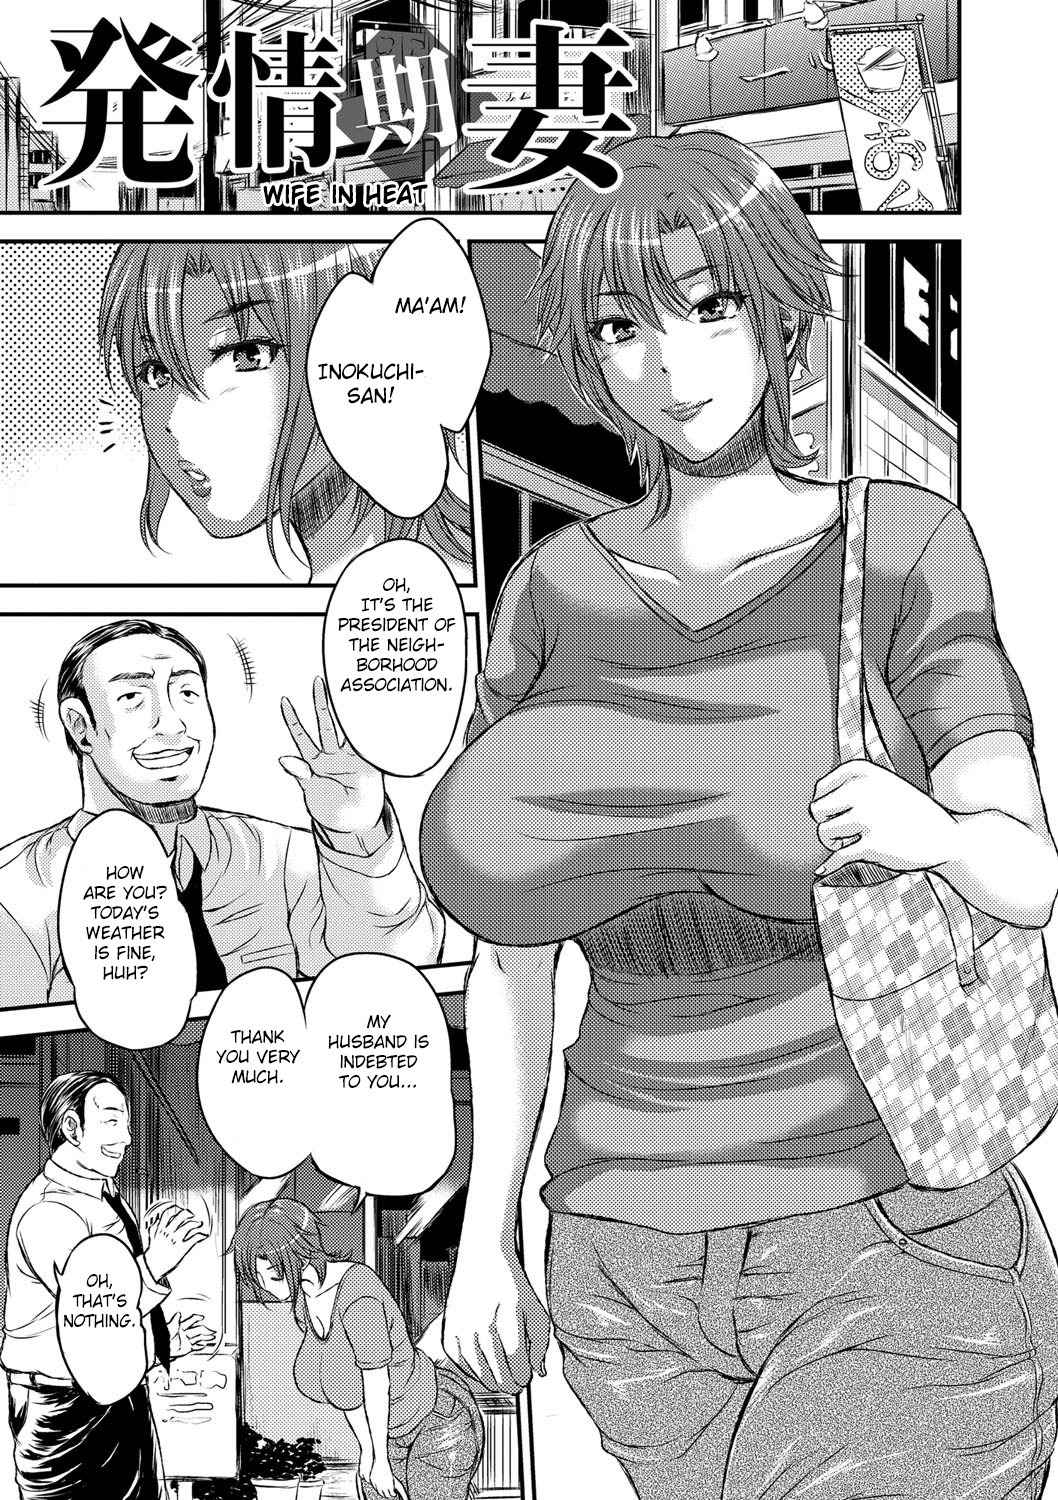 発情期妻
WIFE IN HEAT
MA'AM!
INOKUCHI-
SAN!
OH,
IT'S THE
PRESIDENT OF
THE NEIGH-
BORHOOD
ASSOCIATION.
HOW
ARE YOU?
TODAY'S
WEATHER
IS FINE,
HUH?
MY
HUSBAND IS
INDEBTED
TO YOU...
THANK
YOU VERY
MUCH.
OH,
THAT'S
NOTHING.